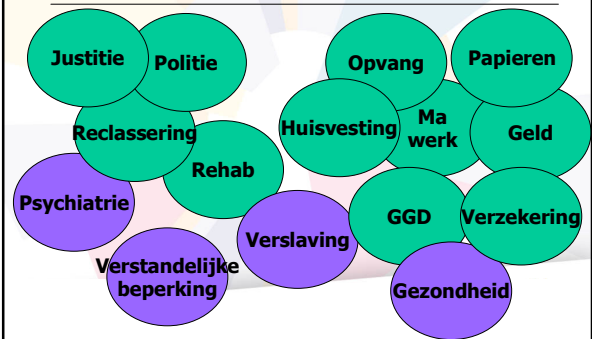 Justitie
Politie
Opvang
Papieren
Reclassering
Huisvesting
Ma
werk
Geld
Rehab
Psychiatrie
Verslaving
GGD
Verzekering
Verstandelijke
beperking
Gezondheid